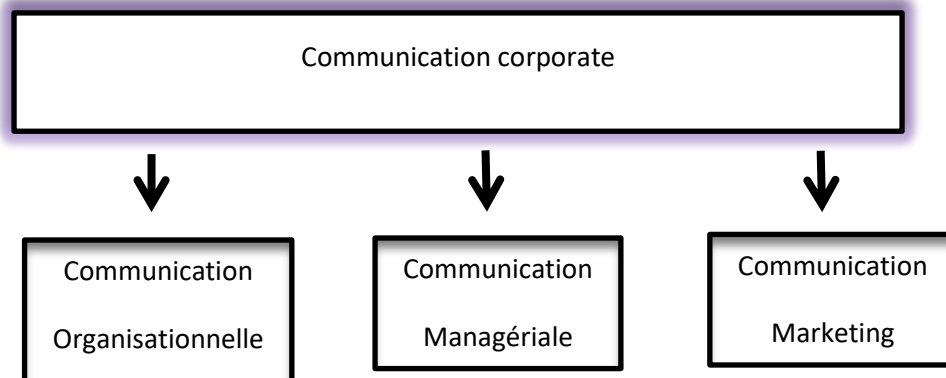 Communication corporate
Communication
Organisationnelle
Communication
Managériale
Communication
Marketing